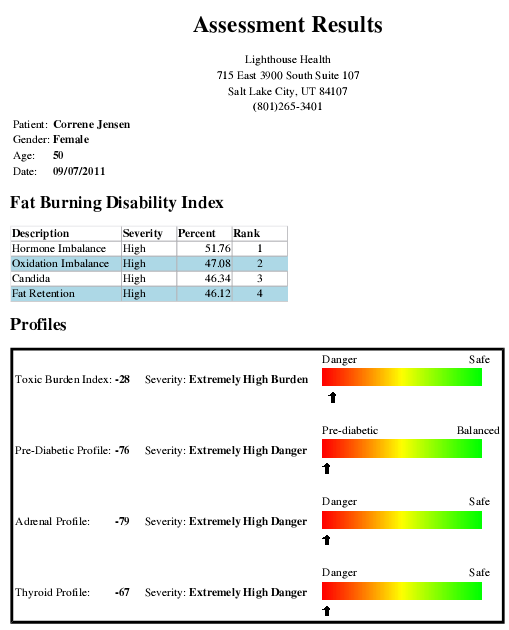 Assessment Results
Lighthouse Health
715 East 3900 South Suite 107
Salt Lake City, UT 84107
(801)265-3401
Patient: Correne Jensen
Gender: Female
Age: 50
Date: 09/07/2011
Fat Burning Disability Index
Description Severity Percent Rank
Hormone Imbalance High 51.76 1
Oxidation Imbalance High 47.08 2
Candida High 46.34 3
Fat Retention High 46.12 4
Profiles
Danger Safe
Toxic Burden Index: -28 Severity: Extremely High Burden
Pre-diabetic Balanced
Pre-Diabetic Profile: -76 Severity: Extremely High Danger
Danger Safe
Adrenal Profile: -79 Severity: Extremely High Danger
Danger Safe
Thyroid Profile: -67 Severity: Extremely High Danger